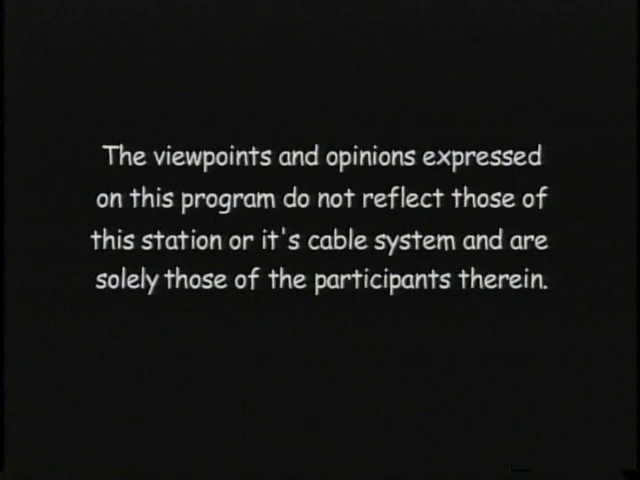 The viewpoints and opinions expressed
on this program do not reflect those of
this station or it's cable system and are
solely those of the participants therein.